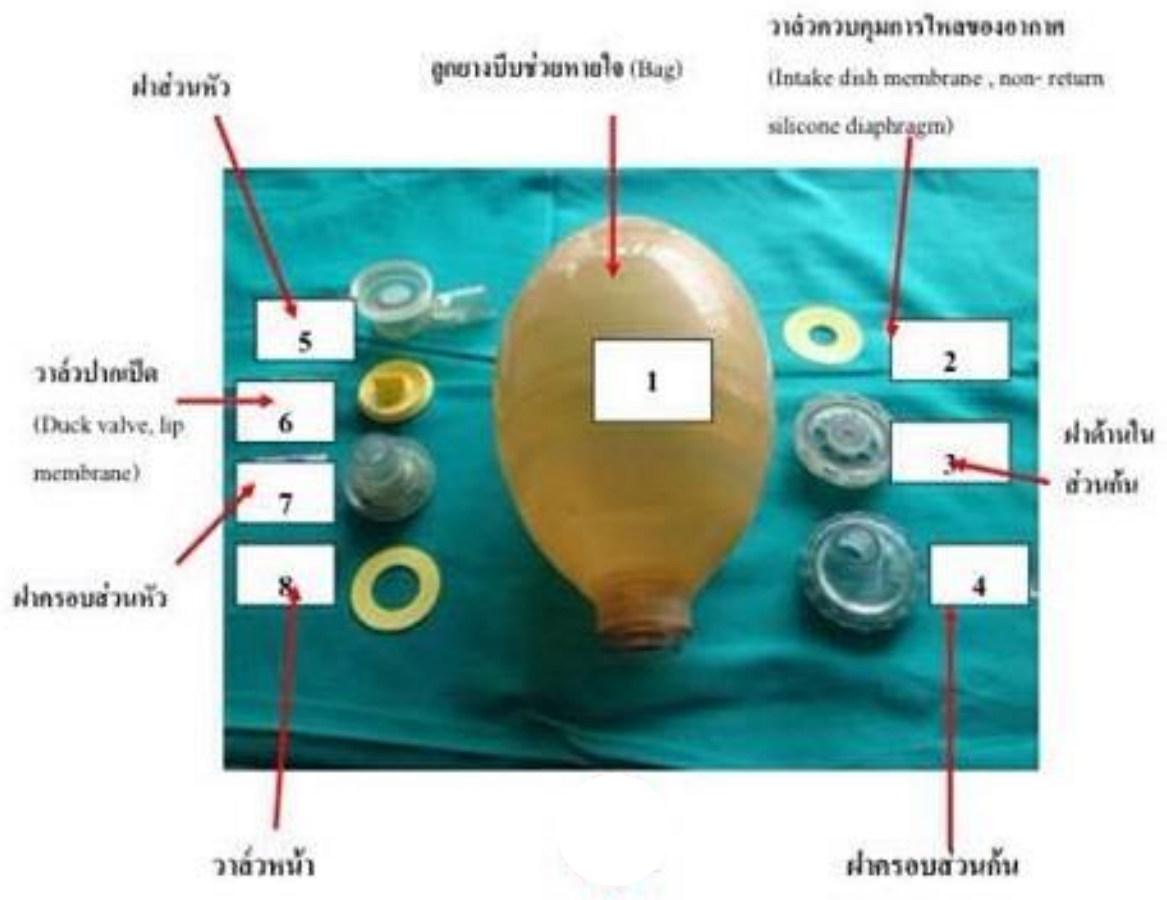 วาล์วควบคุมการไหลของอากาศ
(Intake dish membrane , non- return
silicone diaphragm)
ลูกยางบีบช่วยหายใจ (Bag)
ฝาส่วนหัว
5
1
2
วาล์วปากเป็ด
(Duck valve, lip
membrane)
6
3
ฝาด้านใน
ส่วนก้น
7
ฝาครอบส่วนหัว
8
4
วาล์วหน้า
ฝาครอบส่วนก้น